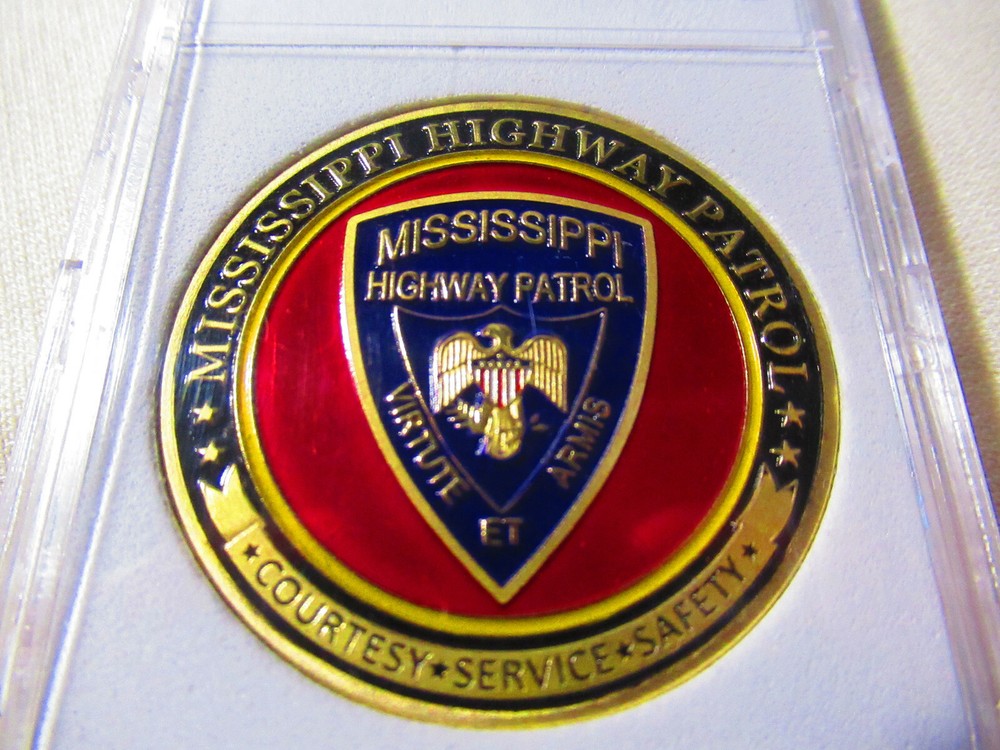 MISSISSIPPI HIGHWAY PATROL
MISSISSIPPI
HIGHWAY PATROL
VIRTUTE
ET
ARMIS
COURTESY★SERVICE★SAFETY